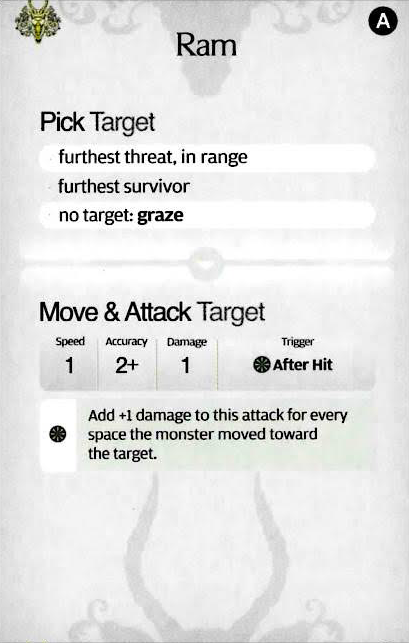 A
Ram
Pick Target
furthest threat, in range
furthest survivor
no target: graze
Move & Attack Target
Speed Accuracy Damage Trigger
1 2+ 1 After Hit
Add +1 damage to this attack for every
space the monster moved toward
the target.